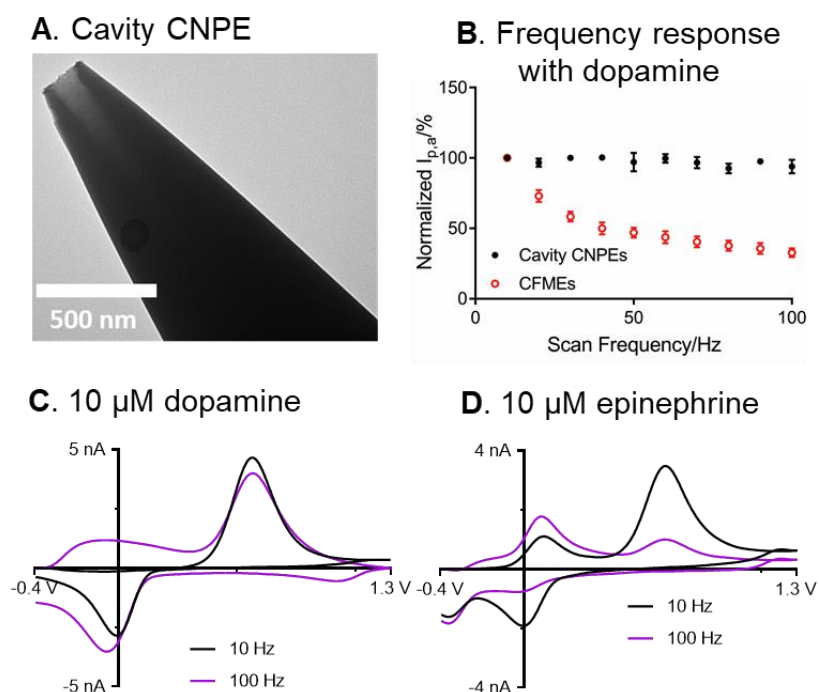 A. Cavity CNPE
500 nm
B. Frequency response
with dopamine
150
100
50
0
Normalized Ip,a/%
Cavity CNPEs
CFMEs
0
50
100
Scan Frequency/Hz
C. 10 µM dopamine
5 nA
-0.4 V
1.3 V
10 Hz
100 Hz
-5 nA
D. 10 µM epinephrine
4 nA
-0.4 V
1.3 V
10 Hz
100 Hz
-4 nA